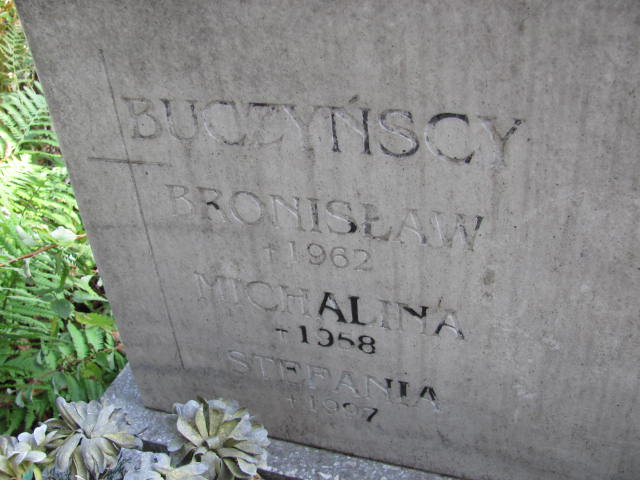 BUCZYŃSCY
BRONISŁAW
+1962
MICHALINA
+1958
STEFANIA
+1997